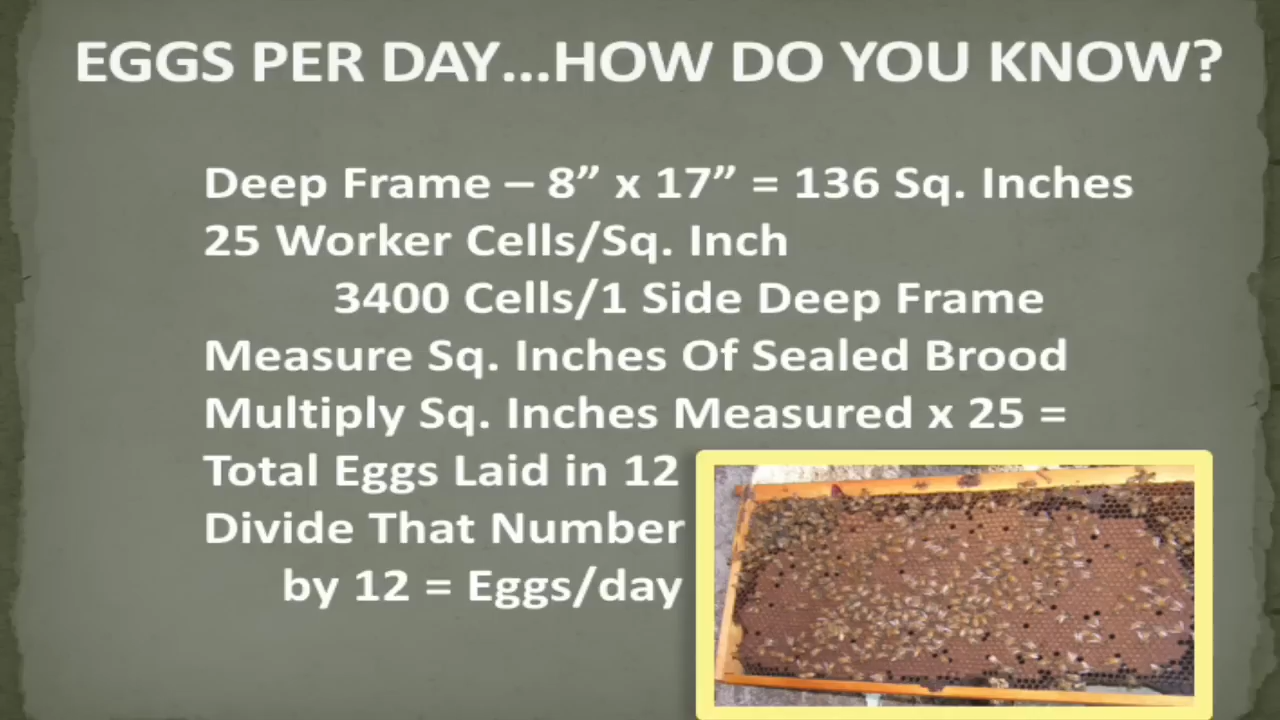 EGGS PER DAY...HOW DO YOU KNOW?
Deep Frame – 8” x 17” = 136 Sq. Inches
25 Worker Cells/Sq. Inch
3400 Cells/1 Side Deep Frame
Measure Sq. Inches Of Sealed Brood
Multiply Sq. Inches Measured x 25 =
Total Eggs Laid in 12
Divide That Number
by 12 = Eggs/day